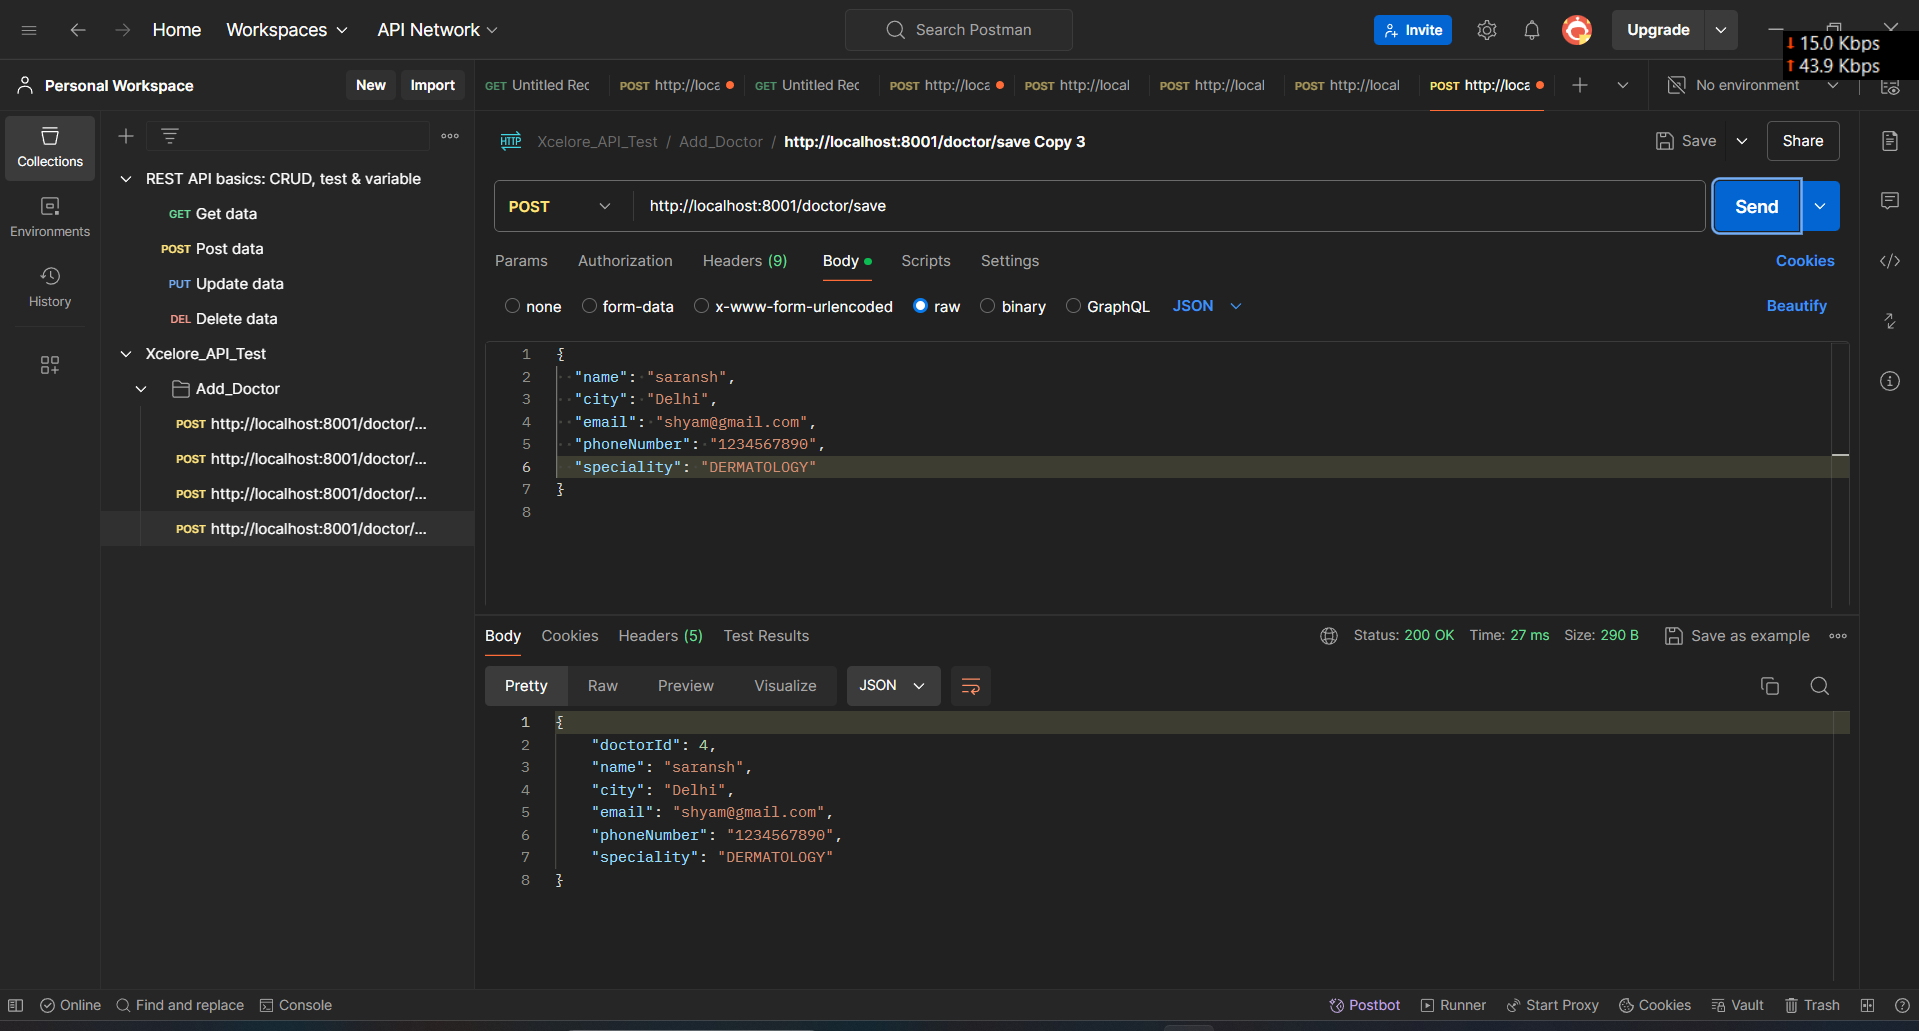 Home Workspaces API Network Search Postman Invite Upgrade
15.0 Kbps
43.9 Kbps
Personal Workspace New Import
GET Untitled Rec POST http://loca GET Untitled Rec POST http://loca POST http://local POST http://local POST http://local POST http://loca No environment
Collections
Environments
History
REST API basics: CRUD, test & variable
GET Get data
POST Post data
PUT Update data
DEL Delete data
Xcelore_API_Test
Add_Doctor
POST http://localhost:8001/doctor/...
POST http://localhost:8001/doctor/...
POST http://localhost:8001/doctor/...
POST http://localhost:8001/doctor/...
HTTP Xcelore_API_Test / Add_Doctor / http://localhost:8001/doctor/save Copy 3 Save Share
POST http://localhost:8001/doctor/save Send
Params Authorization Headers (9) Body Scripts Settings Cookies
none form-data x-www-form-urlencoded raw binary GraphQL JSON Beautify
1 {
2 "name": "saransh",
3 "city": "Delhi",
4 "email": "shyam@gmail.com",
5 "phoneNumber": "1234567890",
6 "speciality": "DERMATOLOGY"
7 }
8
Body Cookies Headers (5) Test Results Status: 200 OK Time: 27 ms Size: 290 B Save as example
Pretty Raw Preview Visualize JSON
1 {
2 "doctorId": 4,
3 "name": "saransh",
4 "city": "Delhi",
5 "email": "shyam@gmail.com",
6 "phoneNumber": "1234567890",
7 "speciality": "DERMATOLOGY"
8 }
Online Find and replace Console Postbot Runner Start Proxy Cookies Vault Trash